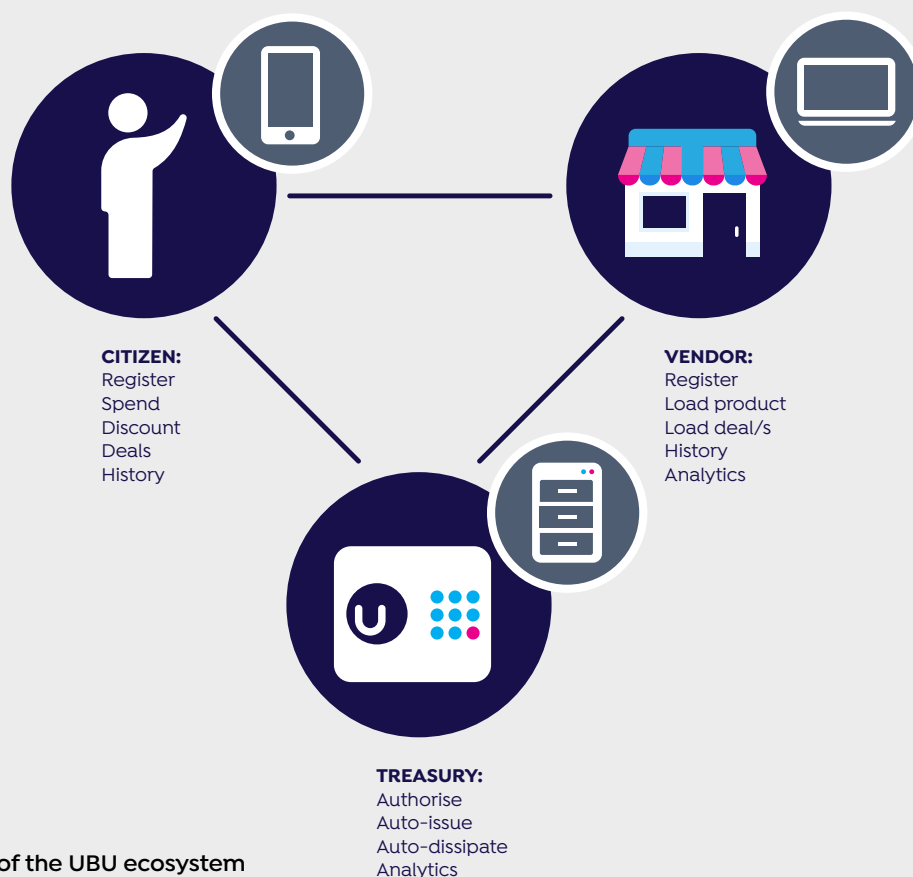 CITIZEN:
Register
Spend
Discount
Deals
History
VENDOR:
Register
Load product
Load deal/s
History
Analytics
U
TREASURY:
Authorise
Auto-issue
Auto-dissipate
Analytics
of the UBU ecosystem